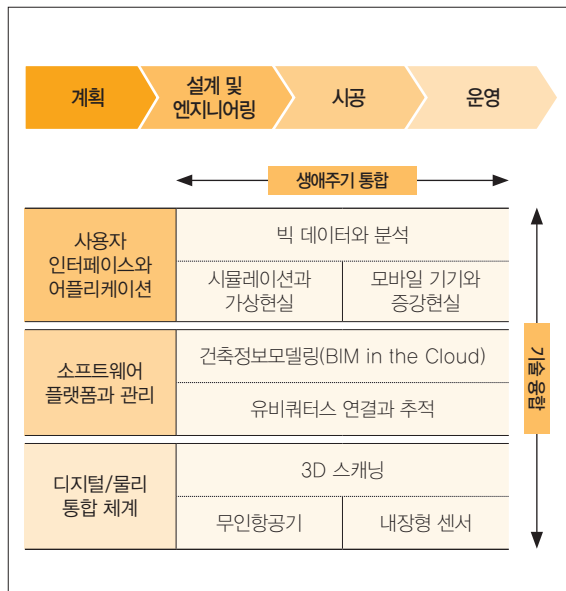 계획
설계 및
엔지니어링
시공
운영
생애주기 통합
사용자
인터페이스와
어플리케이션
빅 데이터와 분석
시뮬레이션과
가상현실
모바일 기기와
증강현실
소프트웨어
플랫폼과 관리
건축정보모델링(BIM in the Cloud)
유비쿼터스 연결과 추적
디지털/물리
통합 체계
3D 스캐닝
무인항공기
내장형 센서
기술융합